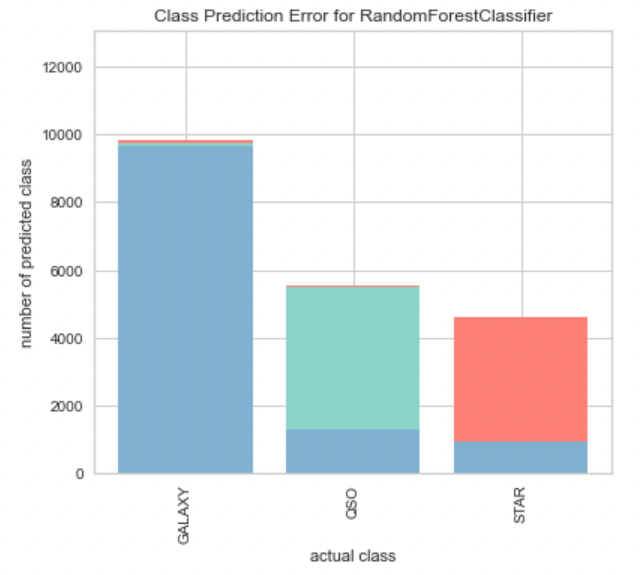 Class Prediction Error for RandomForestClassifier
12000
10000
8000
6000
4000
2000
0
number of predicted class
GALAXY
QSO
STAR
actual class